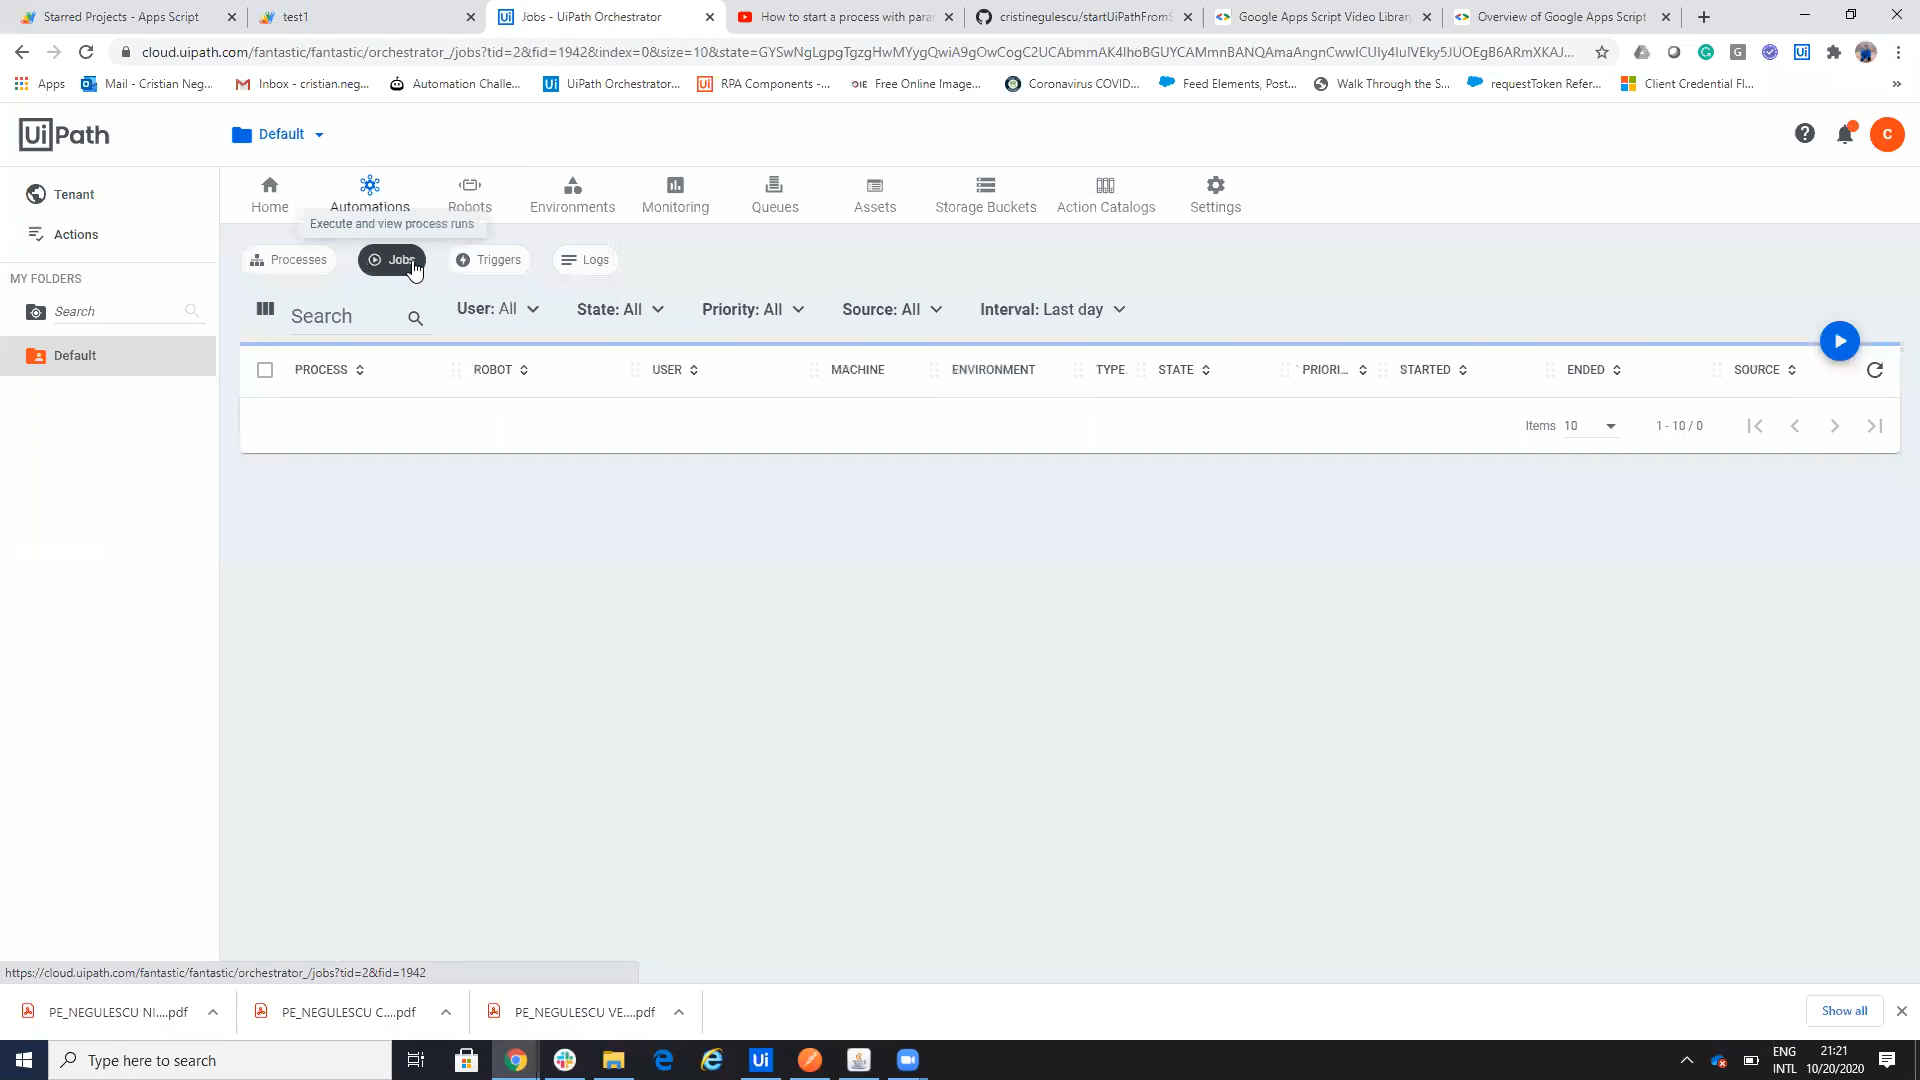 Starred Projects - Apps Script
test1
Jobs - UiPath Orchestrator
How to start a process with para
cristinegulescu/startUiPathFromS
Google Apps Script Video Library
Overview of Google Apps Script
cloud.uipath.com/fantastic/fantastic/orchestrator_/jobs?tid=2&fid=1942&index=0&size=10&state=
Apps
Mail - Cristian Neg...
Inbox - cristian.neg...
Automation Challe...
UiPath Orchestrator...
RPA Components -...
Free Online Image...
Coronavirus COVID...
Feed Elements, Post...
Walk Through the S...
requestToken Refer...
Client Credential Fl...
UiPath
Default
C
Tenant
Actions
MY FOLDERS
Search
Default
Home
Automations
Robots
Environments
Monitoring
Queues
Assets
Storage Buckets
Action Catalogs
Settings
Execute and view process runs
Processes
Jobs
Triggers
Logs
Search
User: All
State: All
Priority: All
Source: All
Interval: Last day
PROCESS
ROBOT
USER
MACHINE
ENVIRONMENT
TYPE
STATE
PRIORI...
STARTED
ENDED
SOURCE
Items 10
1 - 10 / 0
https://cloud.uipath.com/fantastic/fantastic/orchestrator_/jobs?tid=2&fid=1942
PE_NEGULESCU NI....pdf
PE_NEGULESCU C....pdf
PE_NEGULESCU VE....pdf
Show all
Type here to search
ENG
INTL
21:21
10/20/2020